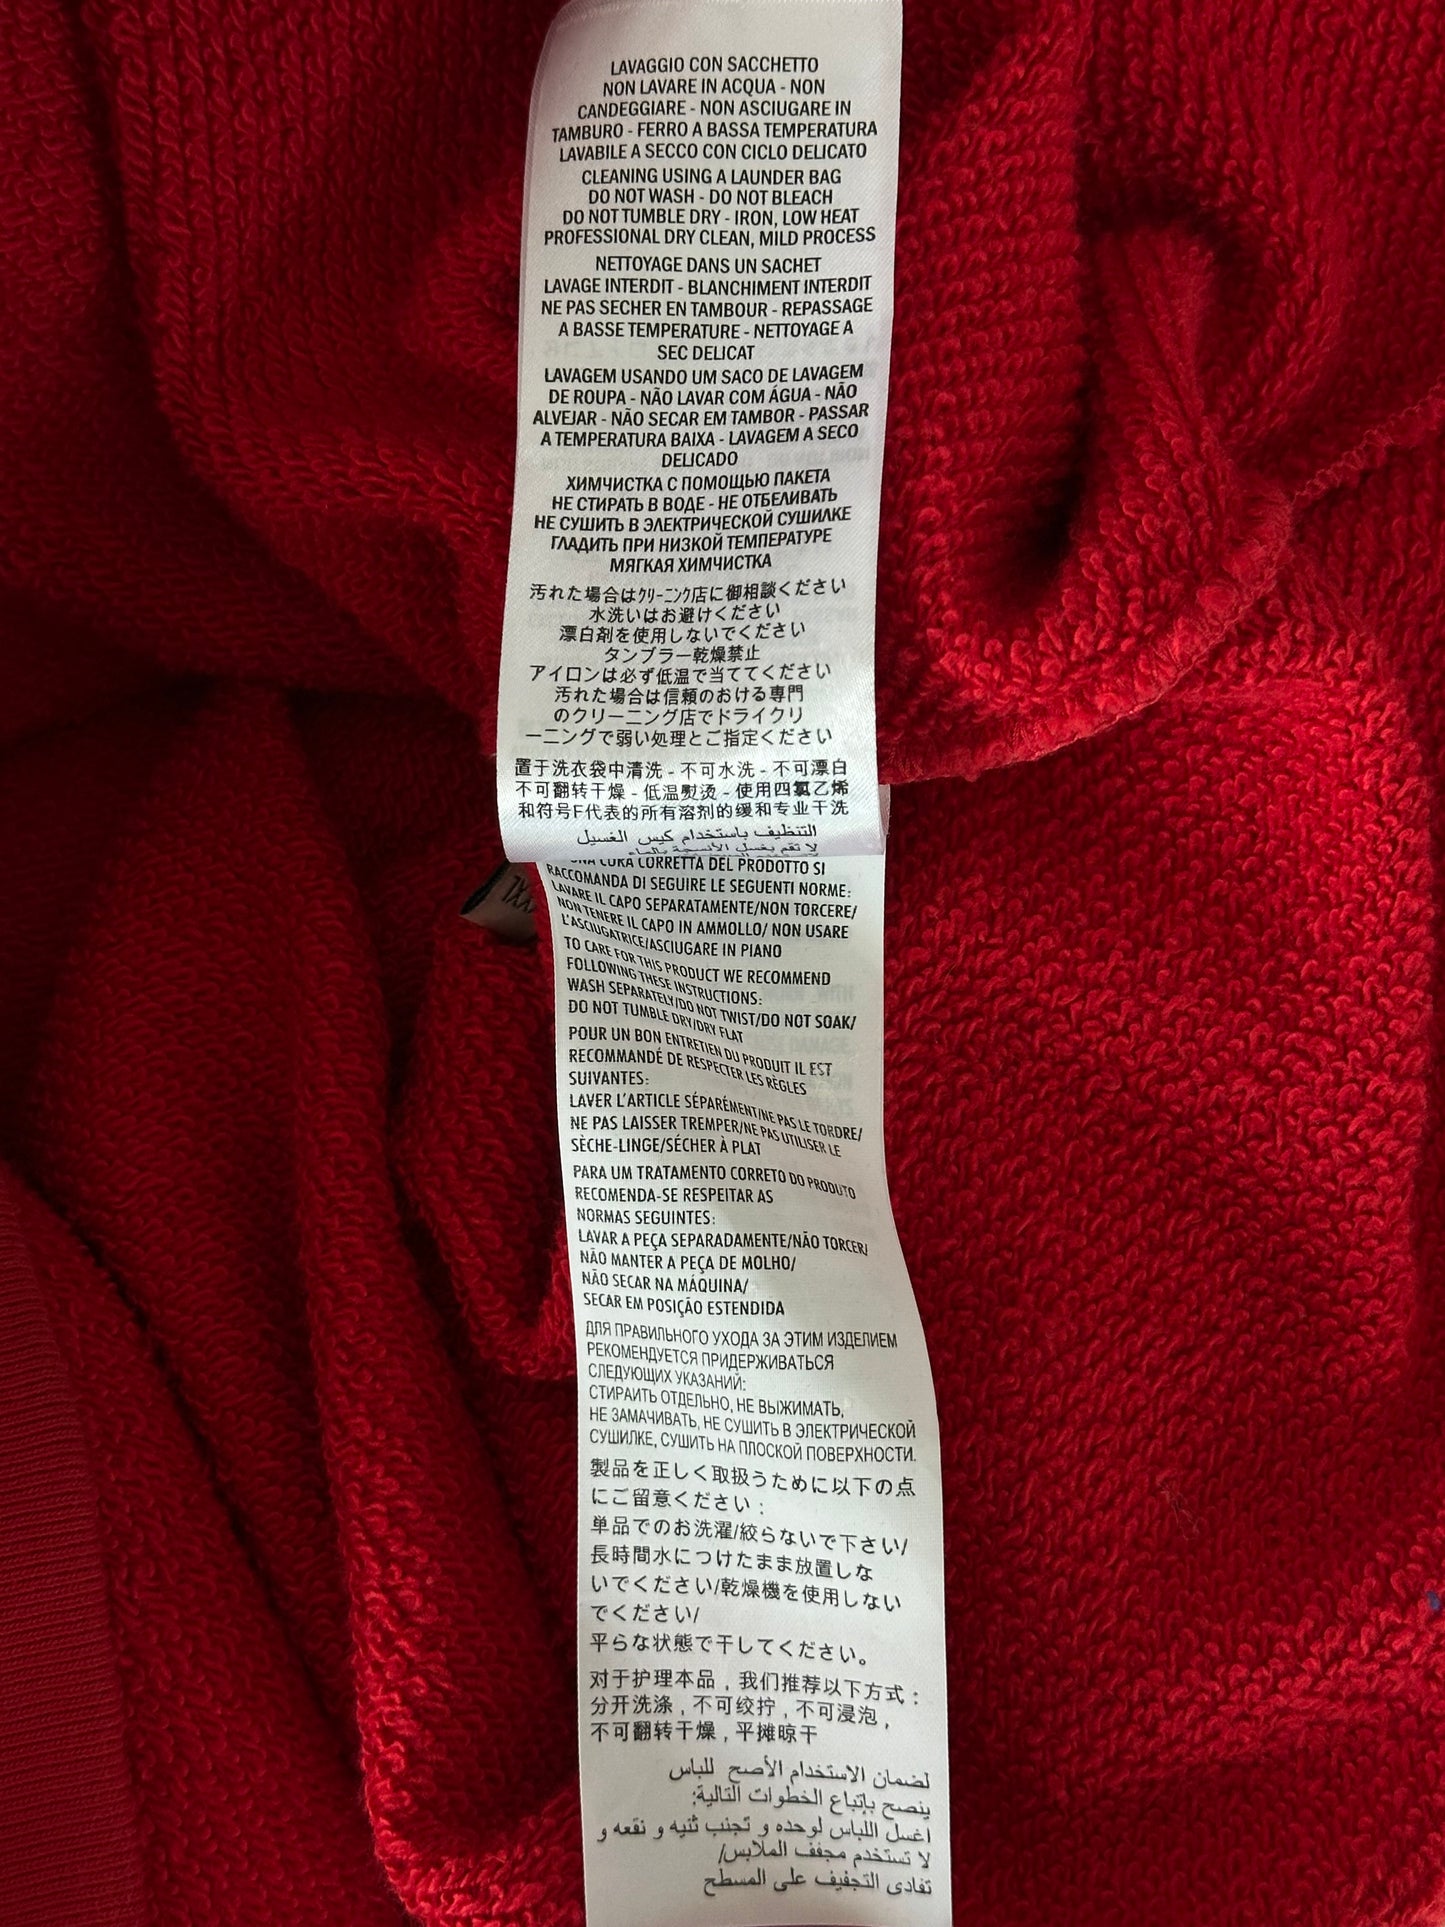 LAVAGGIO CON SACCHETTO
NON LAVARE IN ACQUA - NON
CANDEGGIARE - NON ASCIUGARE IN
TAMBURO - FERRO A BASSA TEMPERATURA
LAVABILE A SECCO CON CICLO DELICATO
CLEANING USING A LAUNDER BAG
DO NOT WASH - DO NOT BLEACH
DO NOT TUMBLE DRY - IRON, LOW HEAT
PROFESSIONAL DRY CLEAN, MILD PROCESS
NETTOYAGE DANS UN SACHET
LAVAGE INTERDIT - BLANCHIMENT INTERDIT
NE PAS SECHER EN TAMBOUR - REPASSAGE
A BASSE TEMPERATURE - NETTOYAGE A
SEC DELICAT
LAVAGEM USANDO UM SACO DE LAVAGEM
DE ROUPA - NÃO LAVAR COM ÁGUA - NÃO
ALVEJAR - NÃO SECAR EM TAMBOR - PASSAR
A TEMPERATURA BAIXA - LAVAGEM A SECO
DELICADO
ХИМЧИСТКА С ПОМОЩЬЮ ПАКЕТА
НЕ СТИРАТЬ В ВОДЕ - НЕ ОТБЕЛИВАТЬ
НЕ СУШИТЬ В ЭЛЕКТРИЧЕСКОЙ СУШИЛКЕ
ГЛАДИТЬ ПРИ НИЗКОЙ ТЕМПЕРАТУРЕ
МЯГКАЯ ХИМЧИСТКА
汚れた場合はｸﾘｰﾆﾝｸ店に御相談ください
水洗いはお避けください
漂白剤を使用しないでください
タンブラー乾燥禁止
アイロンは必ず低温で当ててください
汚れた場合は信頼のおける専門
のクリーニング店でドライクリ
ーニングで弱い処理とご指定ください
置于洗衣袋中清洗 - 不可水洗 - 不可漂白
不可翻转干燥 - 低温熨烫 - 使用四氯乙烯
和符号F代表的所有溶剂的缓和专业干洗
التنظيف باستخدام كيس الغسيل
لا تقم بغسل الأنسجة بالماء
UNA CURA CORRETTA DEL PRODOTTO SI
RACCOMANDA DI SEGUIRE LE SEGUENTI NORME:
LAVARE IL CAPO SEPARATAMENTE/NON TORCERE/
NON TENERE IL CAPO IN AMMOLLO/ NON USARE
L'ASCIUGATRICE/ASCIUGARE IN PIANO
TO CARE FOR THIS PRODUCT WE RECOMMEND
FOLLOWING THESE INSTRUCTIONS:
WASH SEPARATELY/DO NOT TWIST/DO NOT SOAK/
DO NOT TUMBLE DRY/DRY FLAT
POUR UN BON ENTRETIEN DU PRODUIT IL EST
RECOMMANDÉ DE RESPECTER LES RÈGLES
SUIVANTES:
LAVER L'ARTICLE SÉPARÉMENT/NE PAS LE TORDRE/
NE PAS LAISSER TREMPER/NE PAS UTILISER LE
SÈCHE-LINGE/SÉCHER À PLAT
PARA UM TRATAMENTO CORRETO DO PRODUTO
RECOMENDA-SE RESPEITAR AS
NORMAS SEGUINTES:
LAVAR A PEÇA SEPARADAMENTE/NÃO TORCER/
NÃO MANTER A PEÇA DE MOLHO/
NÃO SECAR NA MÁQUINA/
SECAR EM POSIÇÃO ESTENDIDA
ДЛЯ ПРАВИЛЬНОГО УХОДА ЗА ЭТИМ ИЗДЕЛИЕМ
РЕКОМЕНДУЕТСЯ ПРИДЕРЖИВАТЬСЯ
СЛЕДУЮЩИХ УКАЗАНИЙ:
СТИРАИТЬ ОТДЕЛЬНО, НЕ ВЫЖИМАТЬ,
НЕ ЗАМАЧИВАТЬ, НЕ СУШИТЬ В ЭЛЕКТРИЧЕСКОЙ
СУШИЛКЕ, СУШИТЬ НА ПЛОСКОЙ ПОВЕРХНОСТИ.
製品を正しく取扱うために以下の点
にご留意ください :
単品でのお洗濯/絞らないで下さい/
長時間水につけたまま放置しな
いでください/乾燥機を使用しない
でください/
平らな状態で干してください。
对于护理本品，我们推荐以下方式：
分开洗涤，不可绞拧，不可浸泡，
不可翻转干燥，平摊晾干
لضمان الاستخدام الأصح للباس
ينصح بإتباع الخطوات التالية:
اغسل اللباس لوحده و تجنب ثنيه و نقعه و
لا تستخدم مجفف الملابس/
تفادى التجفيف على المسطح